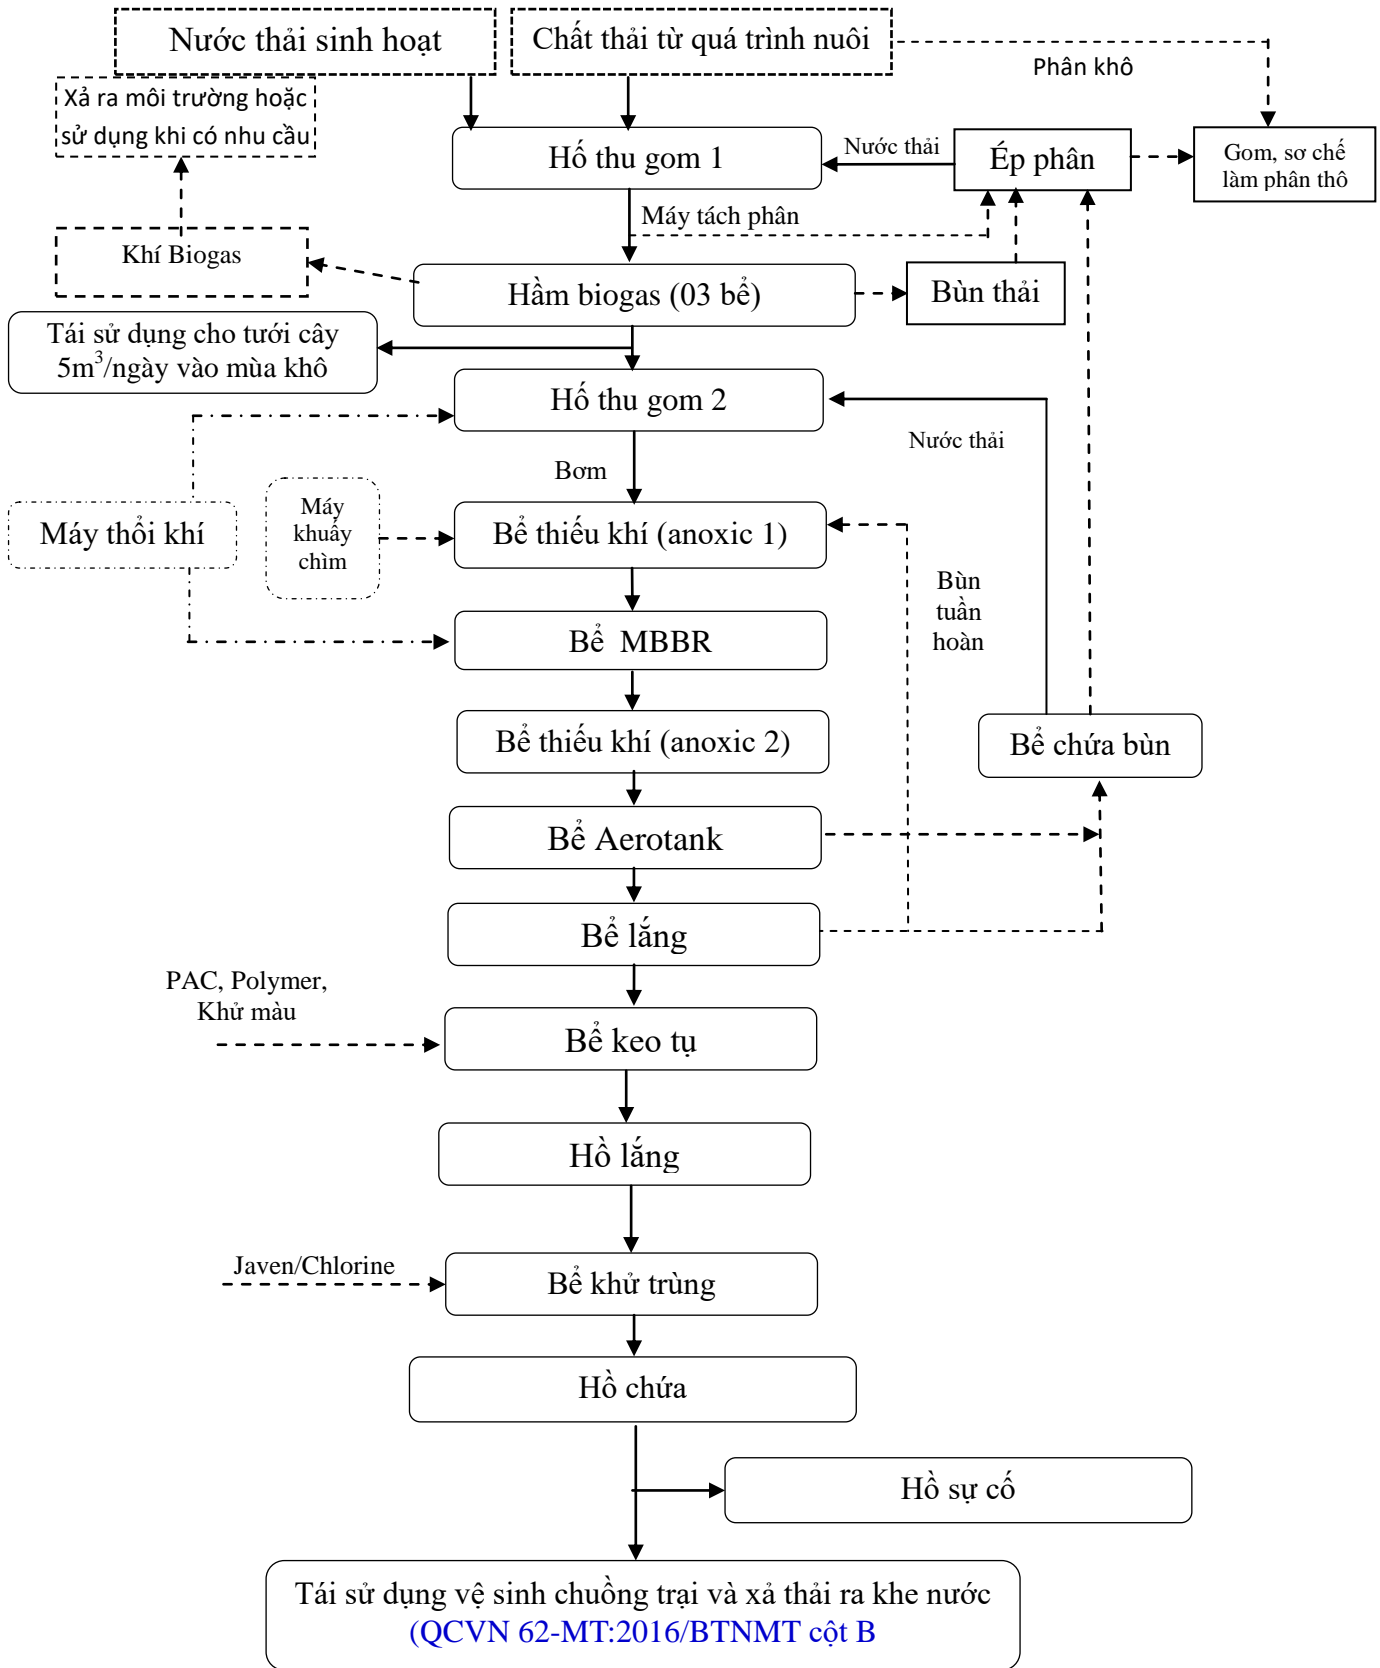 Nước thải sinh hoạt
Chất thải từ quá trình nuôi
Phân khô
Xả ra môi trường hoặc
sử dụng khi có nhu cầu
Hố thu gom 1
Nước thải
Ép phân
Gom, sơ chế
làm phân thô
Máy tách phân
Khí Biogas
Hầm biogas (03 bể)
Bùn thải
Tái sử dụng cho tưới cây
5m³/ngày vào mùa khô
Hố thu gom 2
Nước thải
Bơm
Máy thổi khí
Máy
khuấy
chìm
Bể thiếu khí (anoxic 1)
Bùn
tuần
hoàn
Bể MBBR
Bể thiếu khí (anoxic 2)
Bể chứa bùn
Bể Aerotank
Bể lắng
PAC, Polymer,
Khử màu
Bể keo tụ
Hồ lắng
Javen/Chlorine
Bể khử trùng
Hồ chứa
Hồ sự cố
Tái sử dụng vệ sinh chuồng trại và xả thải ra khe nước
(QCVN 62-MT:2016/BTNMT cột B